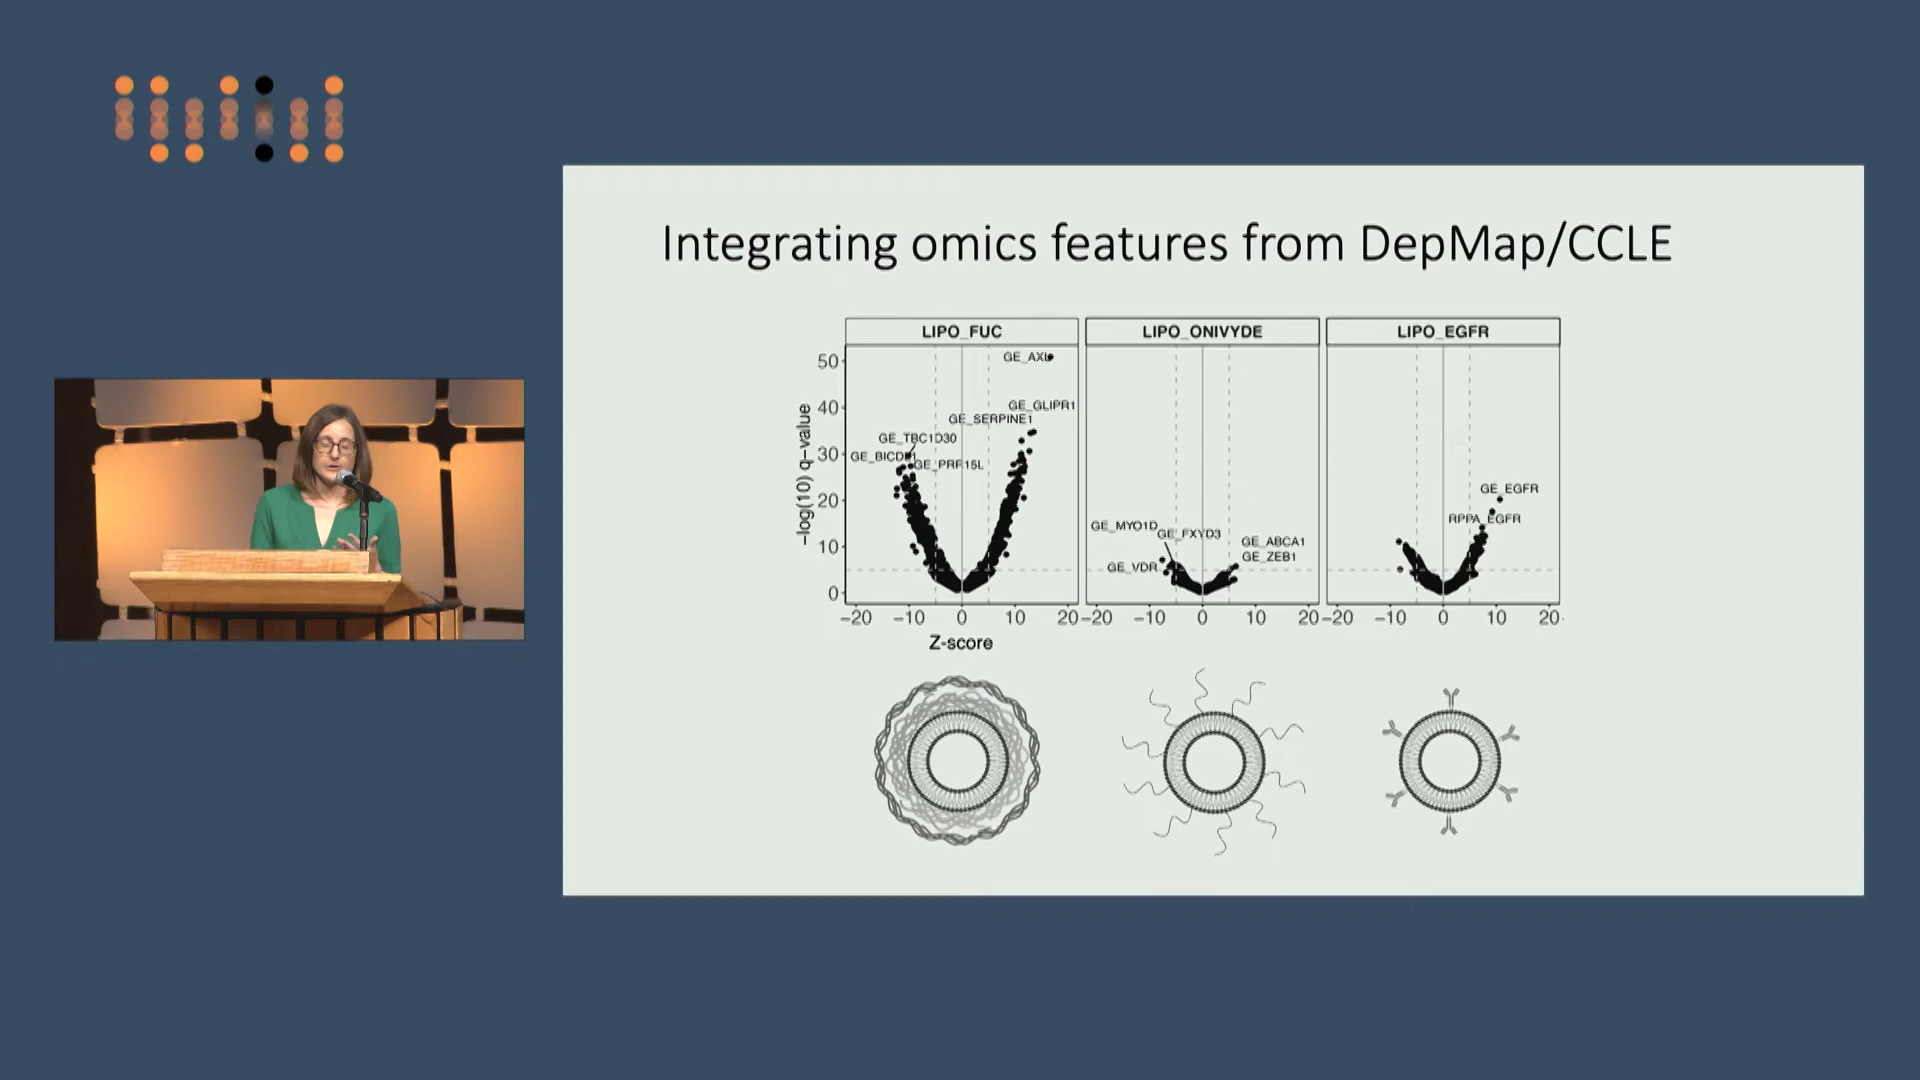 Integrating omics features from DepMap/CCLE
LIPO_FUC
LIPO_ONIVYDE
LIPO_EGFR
−log(10) q−value
50
40
30
20
10
0
GE_AXL
GE_GLIPR1
GE_SERPINE1
GE_TBC1D30
GE_BICD1
GE_PRR15L
GE_MYO1D
GE_FXYD3
GE_VDR
GE_ABCA1
GE_ZEB1
GE_EGFR
RPPA_EGFR
−20 −10 0 10 20
−20 −10 0 10 20
−20 −10 0 10 20
Z-score